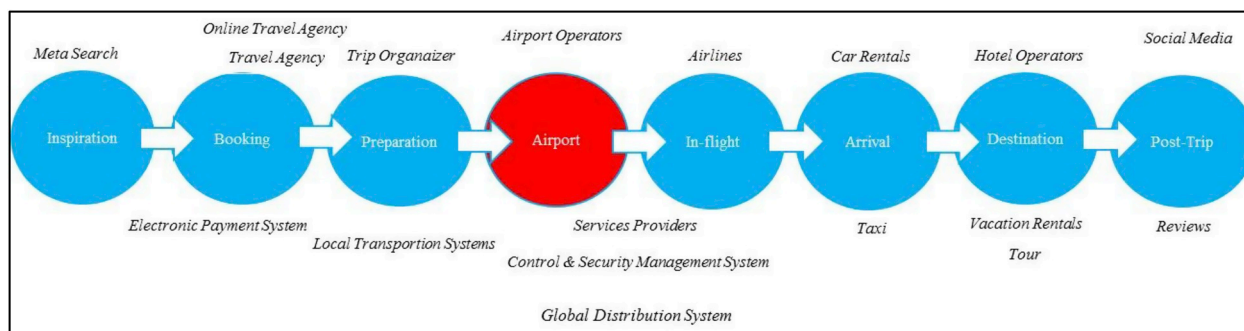 Online Travel Agency
Airport Operators
Social Media
Meta Search
Travel Agency
Trip Organaizer
Airlines
Car Rentals
Hotel Operators
Inspiration
Booking
Preparation
Airport
In-flight
Arrival
Destination
Post-Trip
Electronic Payment System
Services Providers
Taxi
Vacation Rentals
Reviews
Local Transportion Systems
Tour
Control & Security Management System
Global Distribution System